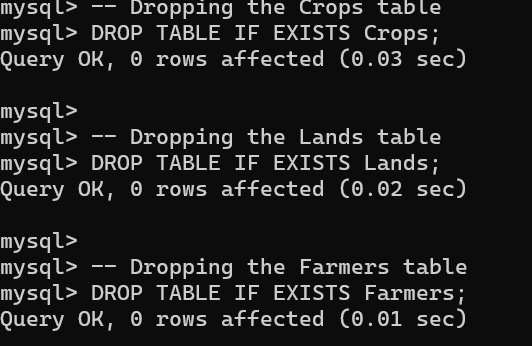 mysql> -- Dropping the Crops table
mysql> DROP TABLE IF EXISTS Crops;
Query OK, 0 rows affected (0.03 sec)
mysql>
mysql> -- Dropping the Lands table
mysql> DROP TABLE IF EXISTS Lands;
Query OK, 0 rows affected (0.02 sec)
mysql>
mysql> -- Dropping the Farmers table
mysql> DROP TABLE IF EXISTS Farmers;
Query OK, 0 rows affected (0.01 sec)